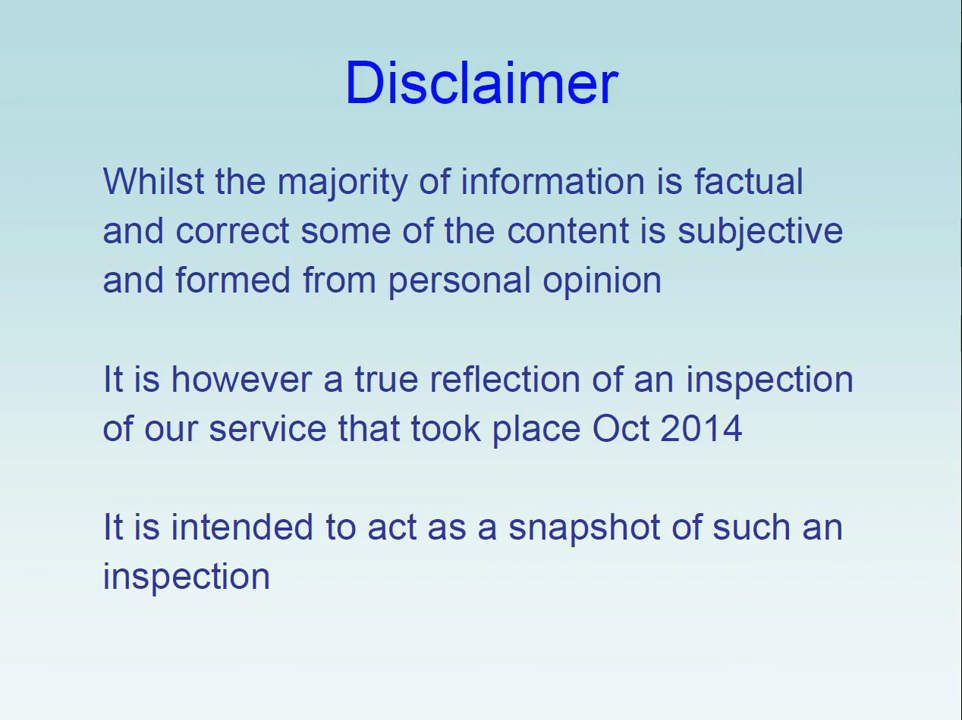 Disclaimer
Whilst the majority of information is factual
and correct some of the content is subjective
and formed from personal opinion
It is however a true reflection of an inspection
of our service that took place Oct 2014
It is intended to act as a snapshot of such an
inspection